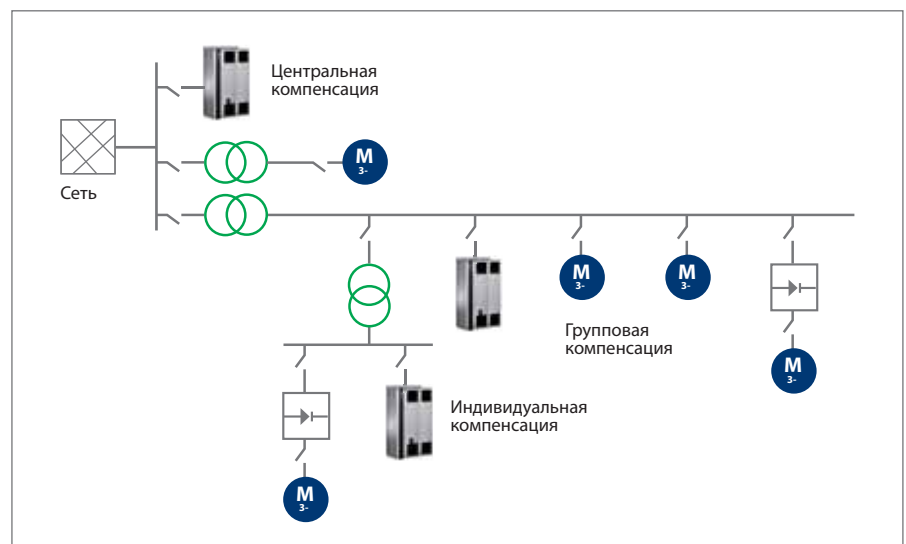 Центральная
компенсация
Сеть
M
3-
M
3-
M
3-
Групповая
компенсация
M
3-
Индивидуальная
компенсация
M
3-